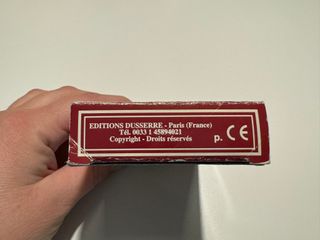 EDITIONS DUSSERRE - Paris (France)
Tél. 0033 1 45894021
Copyright - Droits réservés
p. CE